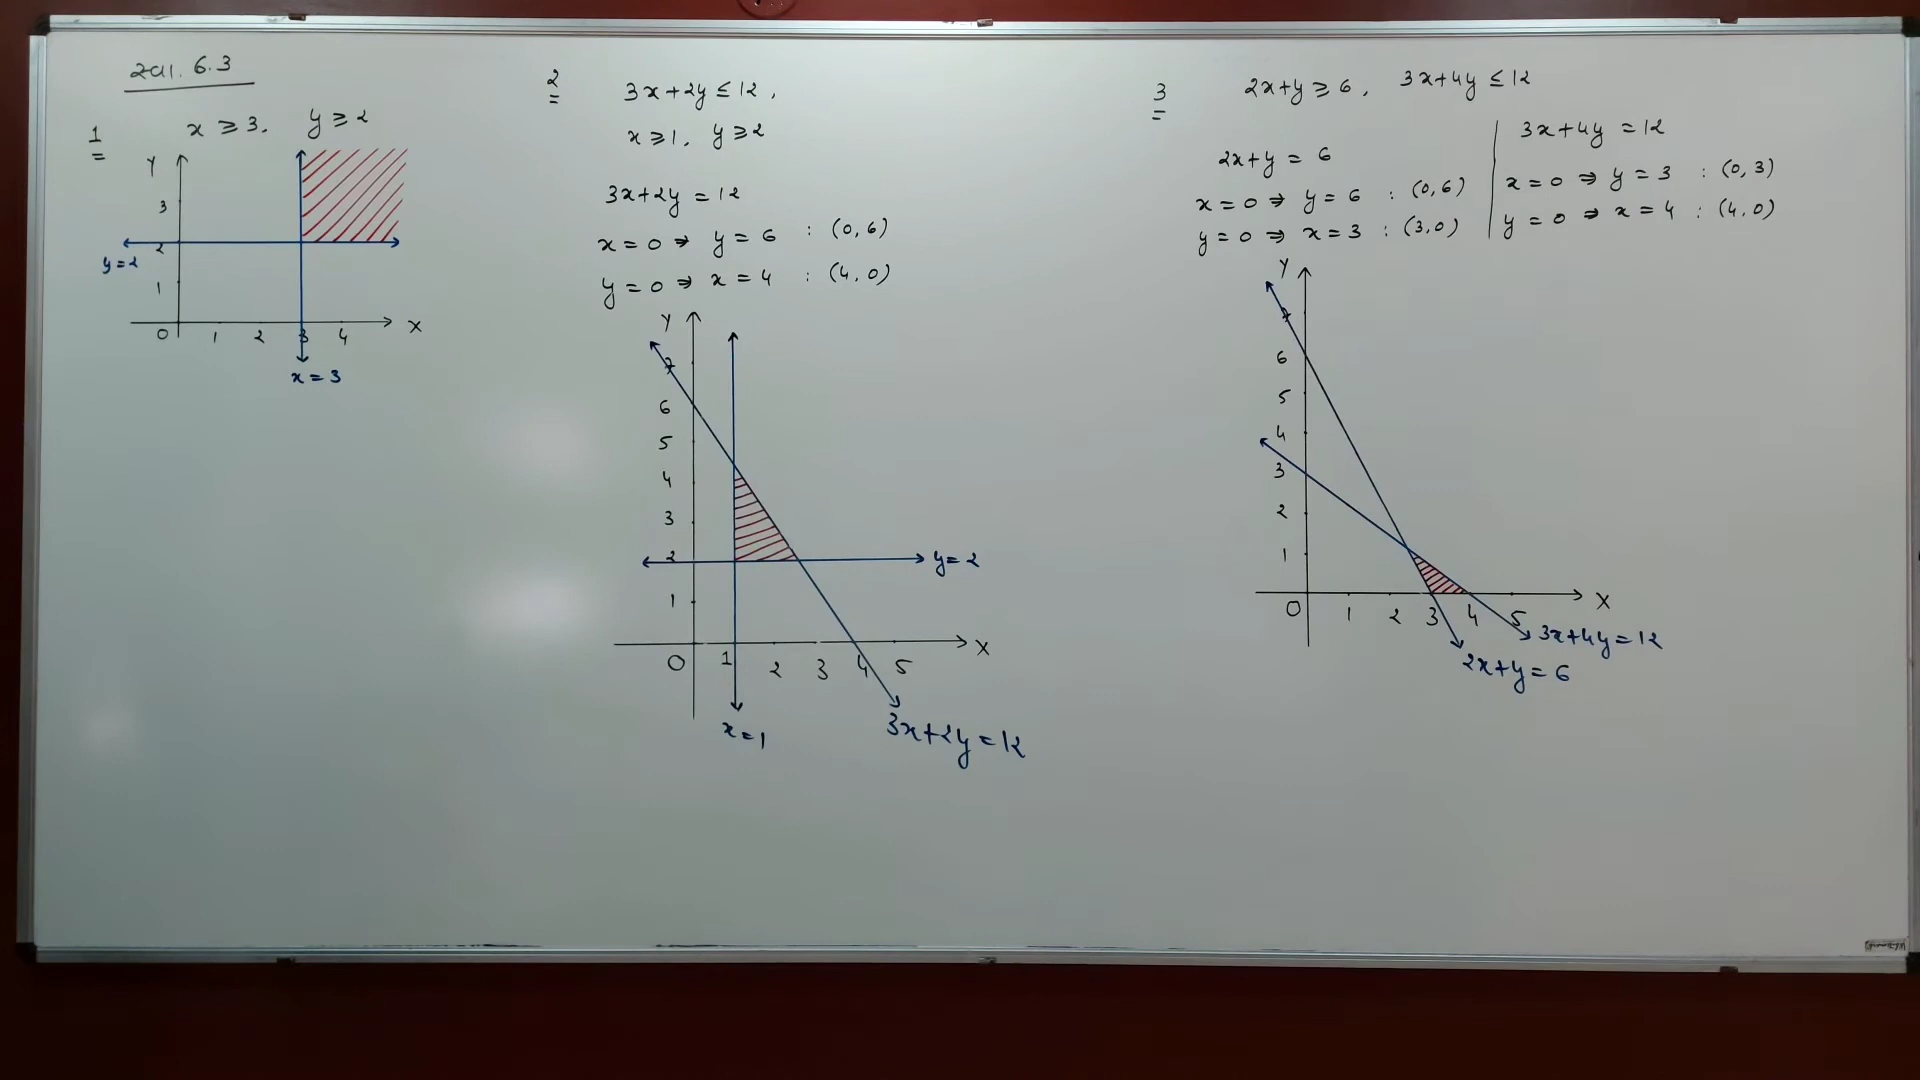 प्रश्ना. 6.3
1
x ≥ 3, y ≥ 2
Y
3
2
y=2
1
0 1 2 3 4 X
x = 3
2
3x+2y ≤ 12,
x ≥ 1, y ≥ 2
3x+2y = 12
x = 0 ⇒ y = 6 : (0,6)
y = 0 ⇒ x = 4 : (4,0)
Y
7
6
5
4
3
2 y=2
1
0 1 2 3 4 5 X
x=1 3x+2y=12
3
2x+y ≥ 6, 3x+4y ≤ 12
2x+y = 6
x = 0 ⇒ y = 6 : (0,6)
y = 0 ⇒ x = 3 : (3,0)
3x+4y = 12
x = 0 ⇒ y = 3 : (0,3)
y = 0 ⇒ x = 4 : (4,0)
Y
7
6
5
4
3
2
1
0 1 2 3 4 5 X
3x+4y=12
2x+y=6